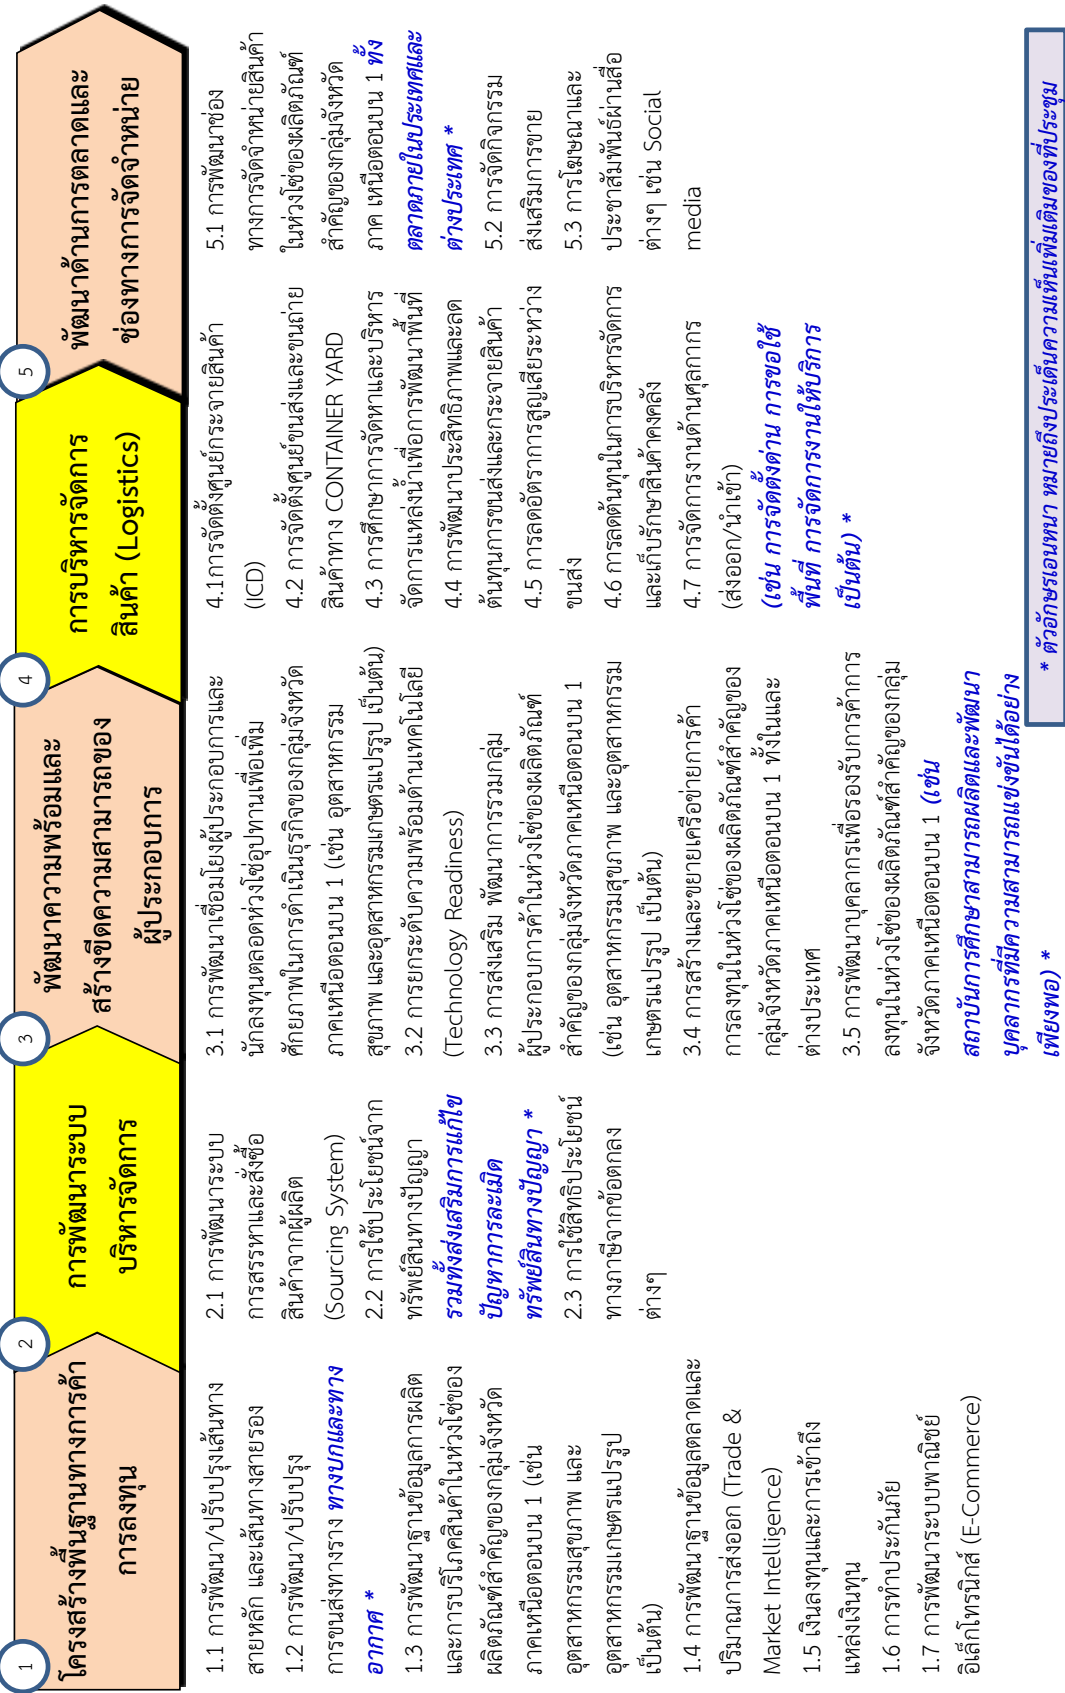 1
โครงสร้างพื้นฐานทางการค้า
การลงทุน
1.1 การพัฒนา/ปรับปรุงเส้นทาง
สายหลัก และเส้นทางสายรอง
1.2 การพัฒนา/ปรับปรุง
การขนส่งทางราง ทางบกและทาง
อากาศ *
1.3 การพัฒนาฐานข้อมูลการผลิต
และการบริโภคสินค้าในห่วงโซ่ของ
ผลิตภัณฑ์สำคัญของกลุ่มจังหวัด
ภาคเหนือตอนบน 1 (เช่น
อุตสาหกรรมสุขภาพ และ
อุตสาหกรรมเกษตรแปรรูป
เป็นต้น)
1.4 การพัฒนาฐานข้อมูลตลาดและ
ปริมาณการส่งออก (Trade &
Market Intelligence)
1.5 เงินลงทุนและการเข้าถึง
แหล่งเงินทุน
1.6 การทำประกันภัย
1.7 การพัฒนาระบบพาณิชย์
อิเล็กโทรนิกส์ (E-Commerce)
2
การพัฒนาระบบ
บริหารจัดการ
2.1 การพัฒนาระบบ
การสรรหาและสั่งซื้อ
สินค้าจากผู้ผลิต
(Sourcing System)
2.2 การใช้ประโยชน์จาก
ทรัพย์สินทางปัญญา
รวมทั้งส่งเสริมการแก้ไข
ปัญหาการละเมิด
ทรัพย์สินทางปัญญา *
2.3 การใช้สิทธิประโยชน์
ทางภาษีจากข้อตกลง
ต่างๆ
3
พัฒนาความพร้อมและ
สร้างขีดความสามารถของ
ผู้ประกอบการ
3.1 การพัฒนาเชื่อมโยงผู้ประกอบการและ
นักลงทุนตลอดห่วงโซ่อุปทานเพื่อเพิ่ม
ศักยภาพในการดำเนินธุรกิจของกลุ่มจังหวัด
ภาคเหนือตอนบน 1 (เช่น อุตสาหกรรม
สุขภาพ และอุตสาหกรรมเกษตรแปรรูป เป็นต้น)
3.2 การยกระดับความพร้อมด้านเทคโนโลยี
(Technology Readiness)
3.3 การส่งเสริม พัฒนาการรวมกลุ่ม
ผู้ประกอบการค้าในห่วงโซ่ของผลิตภัณฑ์
สำคัญของกลุ่มจังหวัดภาคเหนือตอนบน 1
(เช่น อุตสาหกรรมสุขภาพ และอุตสาหกรรม
เกษตรแปรรูป เป็นต้น)
3.4 การสร้างและขยายเครือข่ายการค้า
การลงทุนในห่วงโซ่ของผลิตภัณฑ์สำคัญของ
กลุ่มจังหวัดภาคเหนือตอนบน 1 ทั้งในและ
ต่างประเทศ
3.5 การพัฒนาบุคลากรเพื่อรองรับการค้าการ
ลงทุนในห่วงโซ่ของผลิตภัณฑ์สำคัญของกลุ่ม
จังหวัดภาคเหนือตอนบน 1 (เช่น
สถาบันการศึกษาสามารถผลิตและพัฒนา
บุคลากรที่มีความสามารถแข่งขันได้อย่าง
เพียงพอ) *
4
การบริหารจัดการ
สินค้า (Logistics)
4.1การจัดตั้งศูนย์กระจายสินค้า
(ICD)
4.2 การจัดตั้งศูนย์ขนส่งและขนถ่าย
สินค้าทาง CONTAINER YARD
4.3 การศึกษาการจัดหาและบริหาร
จัดการแหล่งน้ำเพื่อการพัฒนาพื้นที่
4.4 การพัฒนาประสิทธิภาพและลด
ต้นทุนการขนส่งและกระจายสินค้า
4.5 การลดอัตราการสูญเสียระหว่าง
ขนส่ง
4.6 การลดต้นทุนในการบริหารจัดการ
และเก็บรักษาสินค้าคงคลัง
4.7 การจัดการงานด้านศุลกากร
(ส่งออก/นำเข้า)
(เช่น การจัดตั้งด่าน การขอใช้
พื้นที่ การจัดการงานให้บริการ
เป็นต้น) *
5
พัฒนาด้านการตลาดและ
ช่องทางการจัดจำหน่าย
5.1 การพัฒนาช่อง
ทางการจัดจำหน่ายสินค้า
ในห่วงโซ่ของผลิตภัณฑ์
สำคัญของกลุ่มจังหวัด
ภาค เหนือตอนบน 1 ทั้ง
ตลาดภายในประเทศและ
ต่างประเทศ *
5.2 การจัดกิจกรรม
ส่งเสริมการขาย
5.3 การโฆษณาและ
ประชาสัมพันธ์ผ่านสื่อ
ต่างๆ เช่น Social
media
* ตัวอักษรเอนหนา หมายถึงประเด็นความเห็นเพิ่มเติมของที่ประชุม